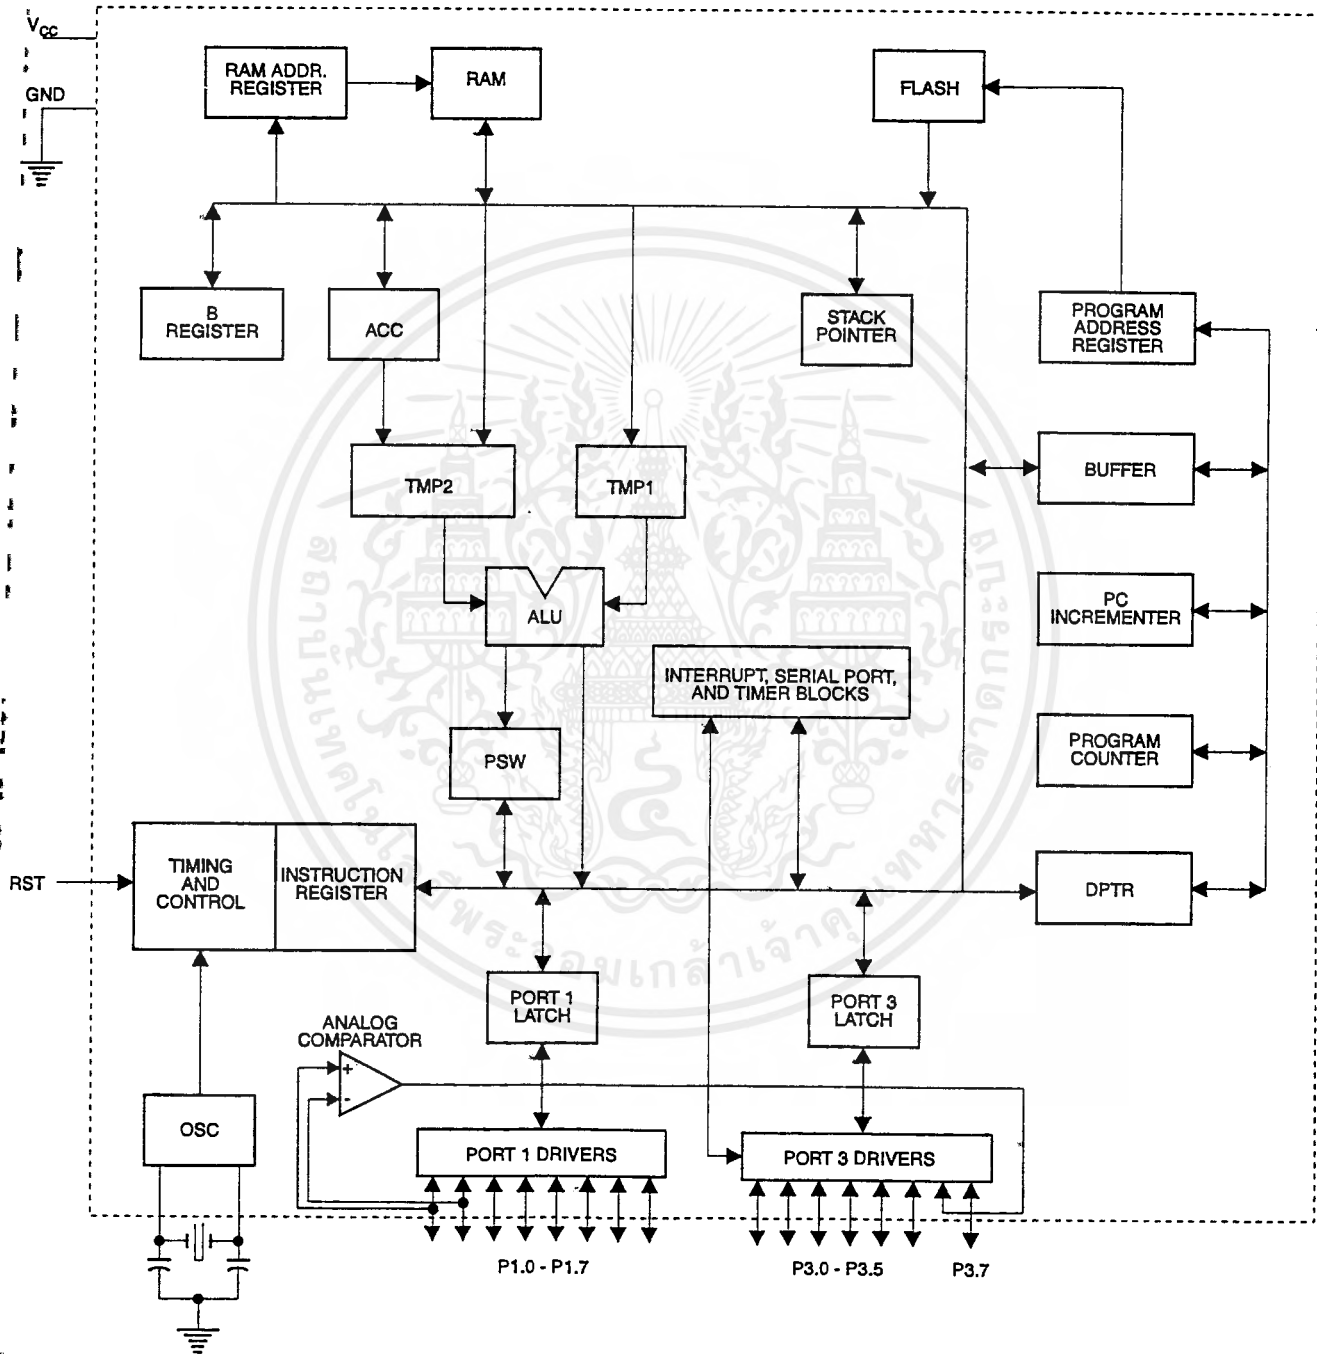 VCC
GND
RAM ADDR.
REGISTER
RAM
FLASH
B
REGISTER
ACC
STACK
POINTER
PROGRAM
ADDRESS
REGISTER
TMP2
TMP1
BUFFER
ALU
PC
INCREMENTER
INTERRUPT, SERIAL PORT,
AND TIMER BLOCKS
PSW
PROGRAM
COUNTER
RST
TIMING
AND
CONTROL
INSTRUCTION
REGISTER
DPTR
PORT 1
LATCH
PORT 3
LATCH
ANALOG
COMPARATOR
+
-
OSC
PORT 1 DRIVERS
PORT 3 DRIVERS
P1.0 - P1.7
P3.0 - P3.5
P3.7